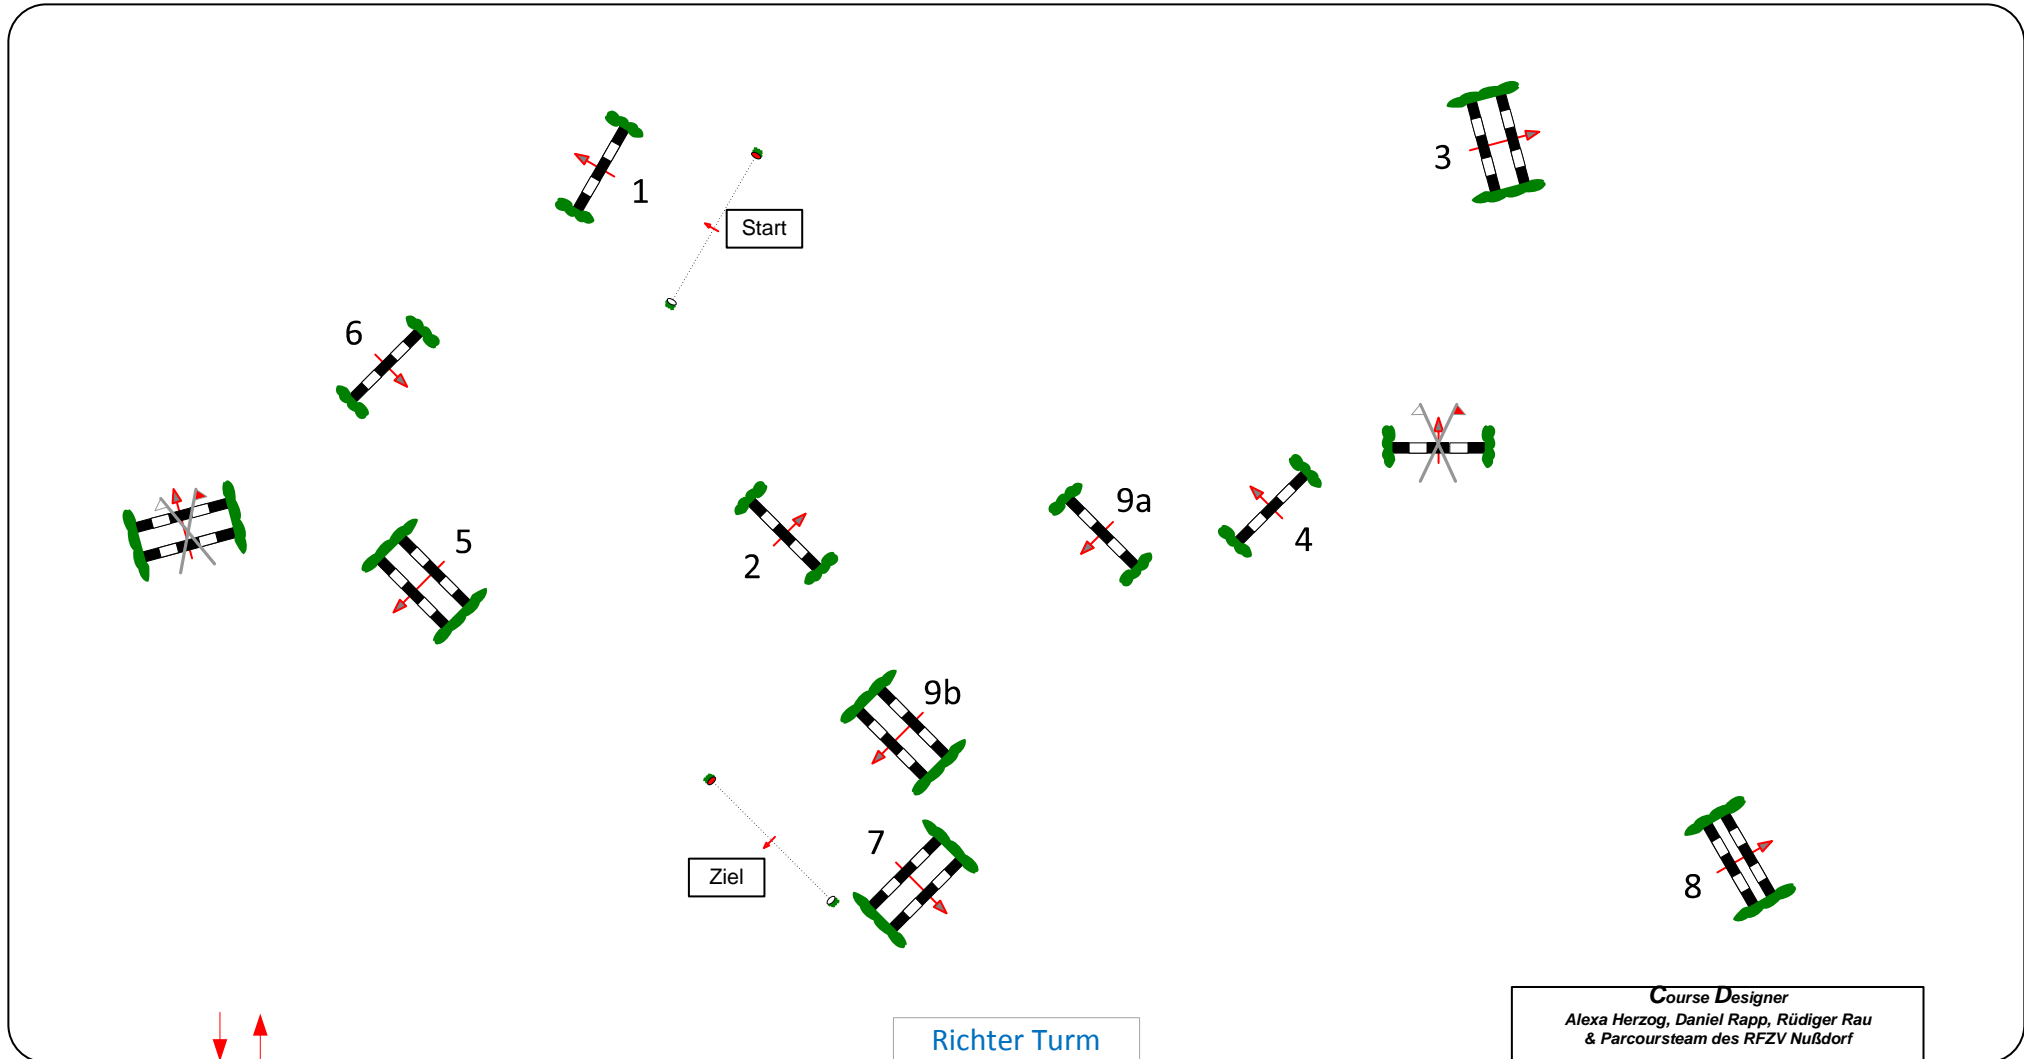 1
3
Start
6
9a
5
4
2
9b
7
Ziel
8
Course Designer
Alexa Herzog, Daniel Rapp, Rüdiger Rau
& Parcoursteam des RFZV Nußdorf
Richter Turm